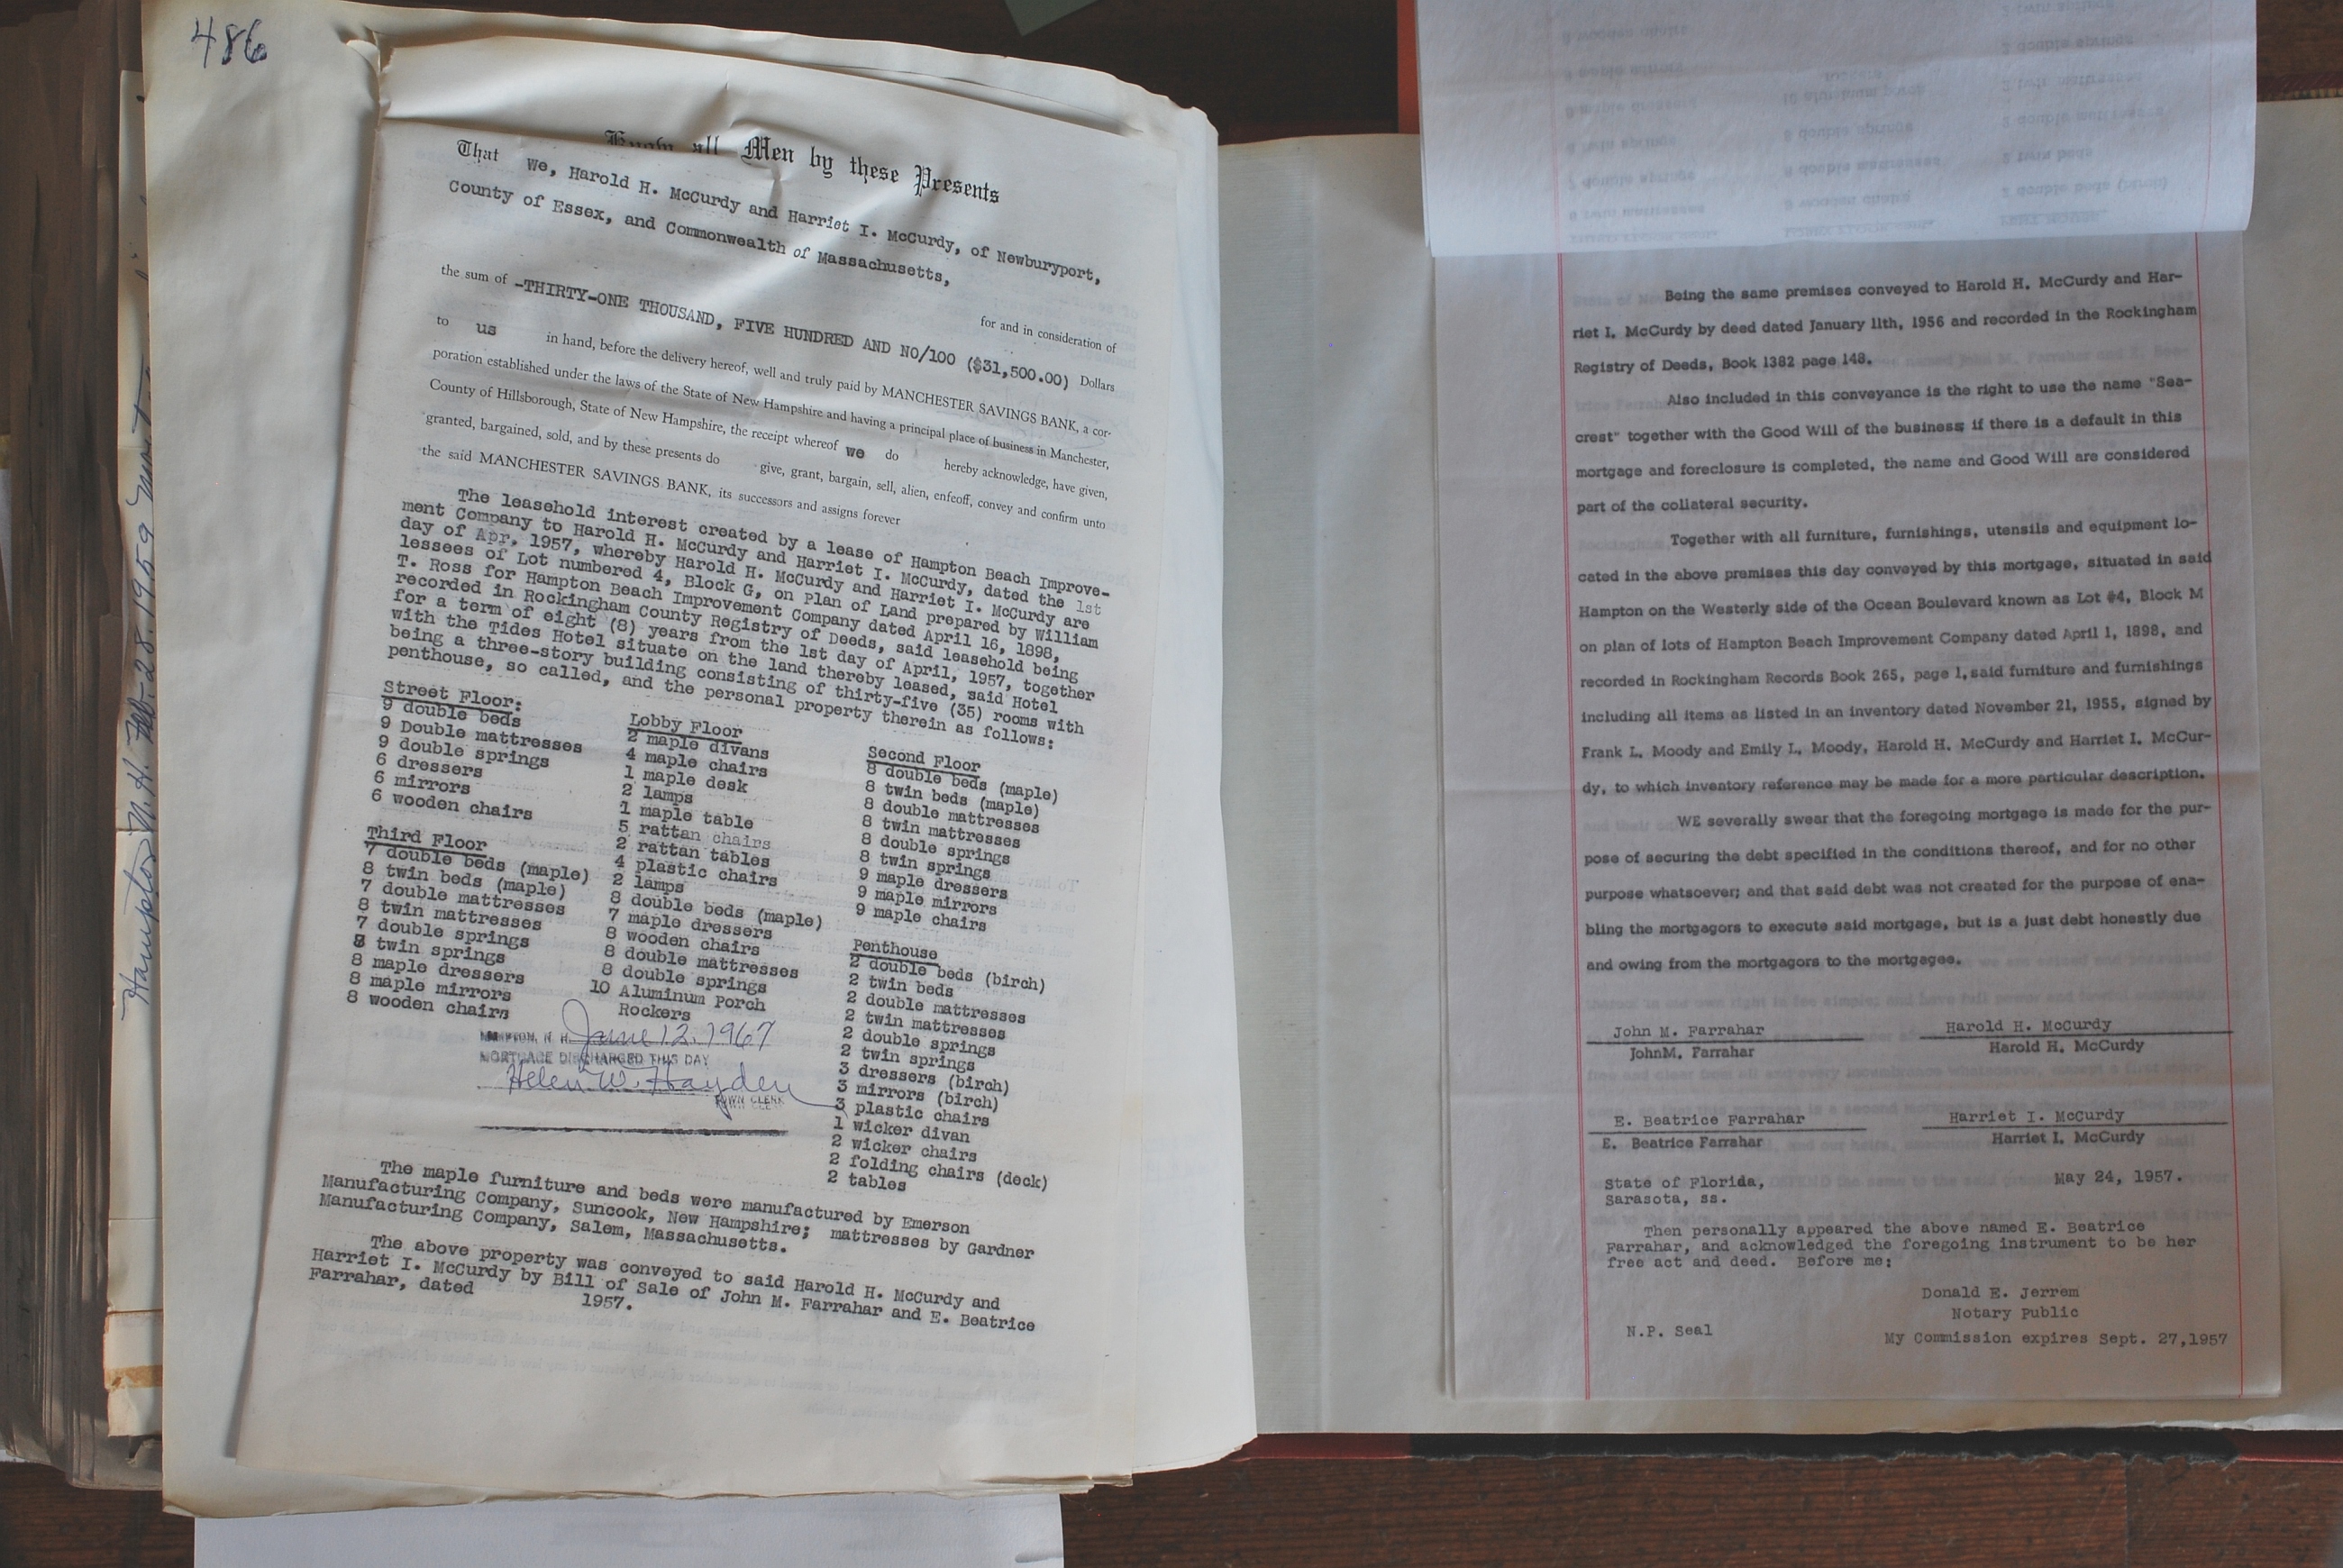 486
Hampton N. H. Feb. 28. 1959
Know all Men by these Presents
That We, Harold H. McCurdy and Harriet I. McCurdy, of Newburyport,
County of Essex, and Commonwealth of Massachusetts,
for and in consideration of
the sum of -THIRTY-ONE THOUSAND, FIVE HUNDRED AND NO/100 ($31,500.00) Dollars
to us in hand, before the delivery hereof, well and truly paid by MANCHESTER SAVINGS BANK, a cor-
poration established under the laws of the State of New Hampshire and having a principal place of business in Manchester,
County of Hillsborough, State of New Hampshire, the receipt whereof we do hereby acknowledge, have given,
granted, bargained, sold, and by these presents do give, grant, bargain, sell, alien, enfeoff, convey and confirm unto
the said MANCHESTER SAVINGS BANK, its successors and assigns forever
The leasehold interest created by a lease of Hampton Beach Improve-
ment Company to Harold H. McCurdy and Harriet I. McCurdy, dated the 1st
day of Apr, 1957, whereby Harold H. McCurdy and Harriet I. McCurdy are
lessees of Lot numbered 4, Block G, on Plan of Land prepared by William
T. Ross for Hampton Beach Improvement Company dated April 16, 1898,
recorded in Rockingham County Registry of Deeds, said leasehold being
for a term of eight (8) years from the 1st day of April, 1957, together
with the Tides Hotel situate on the land thereby leased, said Hotel
being a three-story building consisting of thirty-five (35) rooms with
penthouse, so called, and the personal property therein as follows:
Street Floor:
9 double beds
9 Double mattresses
9 double springs
6 dressers
6 mirrors
6 wooden chairs
Third Floor
7 double beds (maple)
8 twin beds (maple)
7 double mattresses
8 twin mattresses
7 double springs
8 twin springs
8 maple dressers
8 maple mirrors
8 wooden chairs
Lobby Floor
2 maple divans
4 maple chairs
1 maple desk
2 lamps
1 maple table
5 rattan chairs
2 rattan tables
4 plastic chairs
2 lamps
8 double beds (maple)
7 maple dressers
8 wooden chairs
8 double mattresses
8 double springs
10 Aluminum Porch
Rockers
Second Floor
8 double beds (maple)
8 twin beds (maple)
8 double mattresses
8 twin mattresses
8 double springs
8 twin springs
9 maple dressers
9 maple mirrors
9 maple chairs
Penthouse
2 double beds (birch)
2 twin beds
2 double mattresses
2 twin mattresses
2 double springs
2 twin springs
3 dressers (birch)
3 mirrors (birch)
3 plastic chairs
1 wicker divan
2 wicker chairs
2 folding chairs (deck)
2 tables
HAMPTON, N. H. June 12, 1967
MORTGAGE DISCHARGED THIS DAY
Helen W. Hayden
TOWN CLERK
The maple furniture and beds were manufactured by Emerson
Manufacturing Company, Suncook, New Hampshire; mattresses by Gardner
Manufacturing Company, Salem, Massachusetts.
The above property was conveyed to said Harold H. McCurdy and
Harriet I. McCurdy by Bill of Sale of John M. Farrahar and E. Beatrice
Farrahar, dated 1957.
Being the same premises conveyed to Harold H. McCurdy and Har-
riet I. McCurdy by deed dated January 11th, 1956 and recorded in the Rockingham
Registry of Deeds, Book 1382 page 148.
Also included in this conveyance is the right to use the name "Sea-
crest" together with the Good Will of the business; if there is a default in this
mortgage and foreclosure is completed, the name and Good Will are considered
part of the collateral security.
Together with all furniture, furnishings, utensils and equipment lo-
cated in the above premises this day conveyed by this mortgage, situated in said
Hampton on the Westerly side of the Ocean Boulevard known as Lot #4, Block M
on plan of lots of Hampton Beach Improvement Company dated April 1, 1898, and
recorded in Rockingham Records Book 265, page 1, said furniture and furnishings
including all items as listed in an inventory dated November 21, 1955, signed by
Frank L. Moody and Emily L. Moody, Harold H. McCurdy and Harriet I. McCur-
dy, to which inventory reference may be made for a more particular description.
WE severally swear that the foregoing mortgage is made for the pur-
pose of securing the debt specified in the conditions thereof, and for no other
purpose whatsoever; and that said debt was not created for the purpose of ena-
bling the mortgagors to execute said mortgage, but is a just debt honestly due
and owing from the mortgagors to the mortgagee.
John M. Farrahar Harold H. McCurdy
JohnM. Farrahar Harold H. McCurdy
E. Beatrice Farrahar Harriet I. McCurdy
E. Beatrice Farrahar Harriet I. McCurdy
State of Florida, May 24, 1957.
Sarasota, ss.
Then personally appeared the above named E. Beatrice
Farrahar, and acknowledged the foregoing instrument to be her
free act and deed. Before me:
Donald E. Jerrem
Notary Public
N.P. Seal My Commission expires Sept. 27,1957